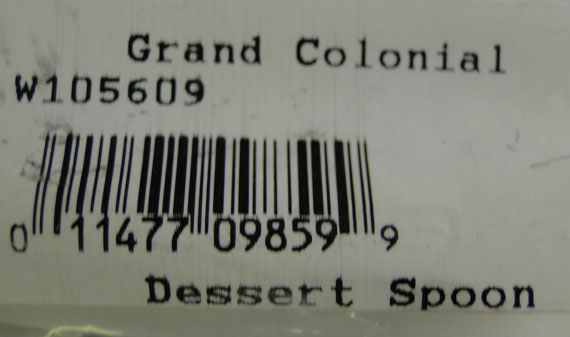 Grand Colonial
W105609
0 11477 09859 9
Dessert Spoon